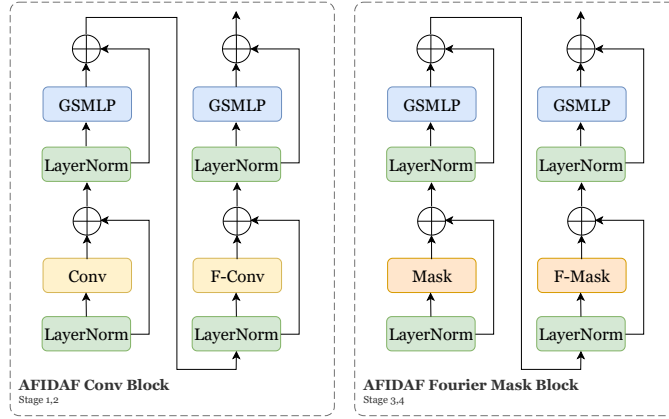 GSMLP
GSMLP
GSMLP
GSMLP
LayerNorm
LayerNorm
LayerNorm
LayerNorm
Conv
F-Conv
Mask
F-Mask
LayerNorm
LayerNorm
LayerNorm
LayerNorm
AFIDAF Conv Block
Stage 1,2
AFIDAF Fourier Mask Block
Stage 3,4